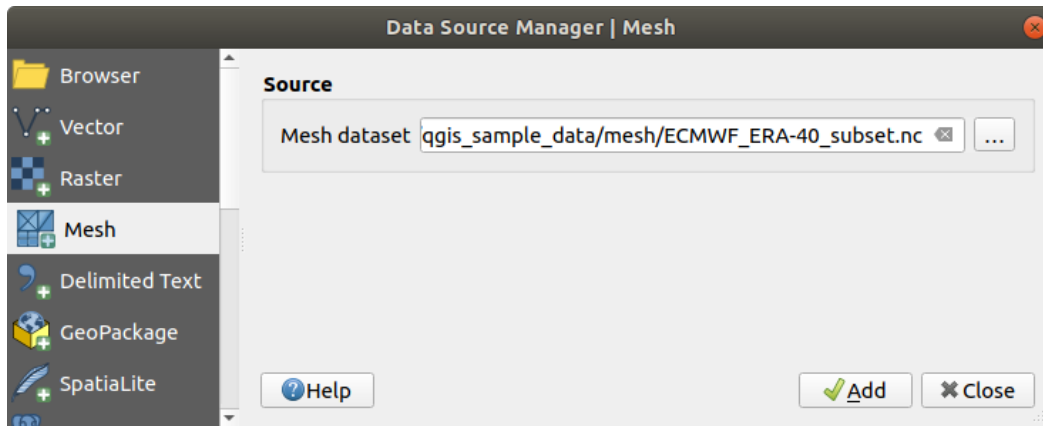 Data Source Manager | Mesh
Browser
Vector
Raster
Mesh
Delimited Text
GeoPackage
SpatiaLite
Source
Mesh dataset qgis_sample_data/mesh/ECMWF_ERA-40_subset.nc ...
Help
Add
Close